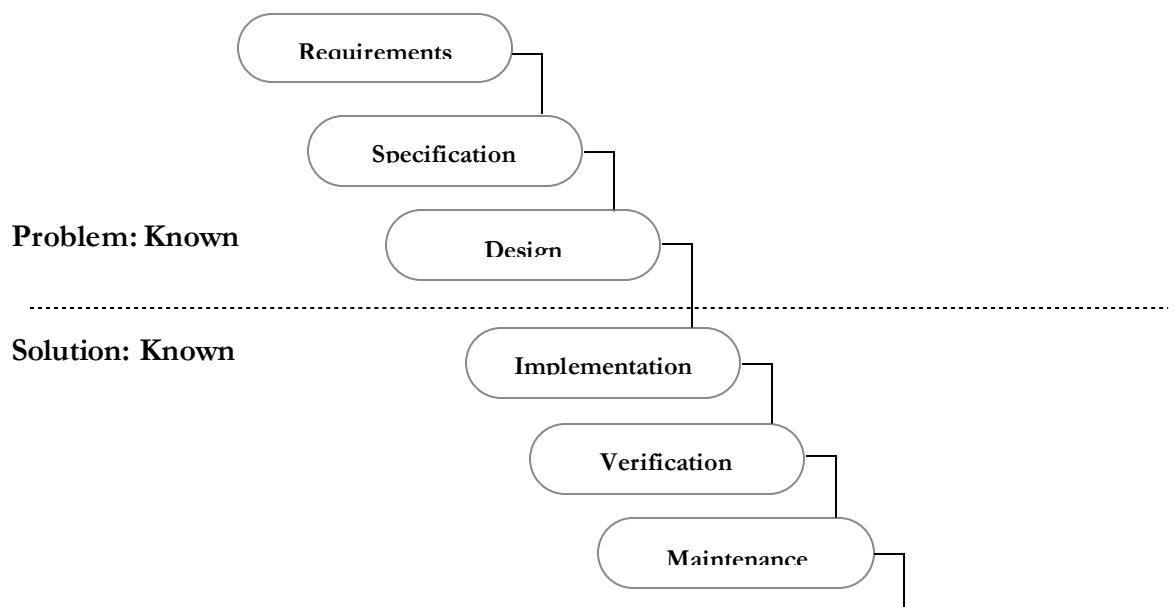 Requirements
Specification
Design
Problem: Known
Solution: Known
Implementation
Verification
Maintenance